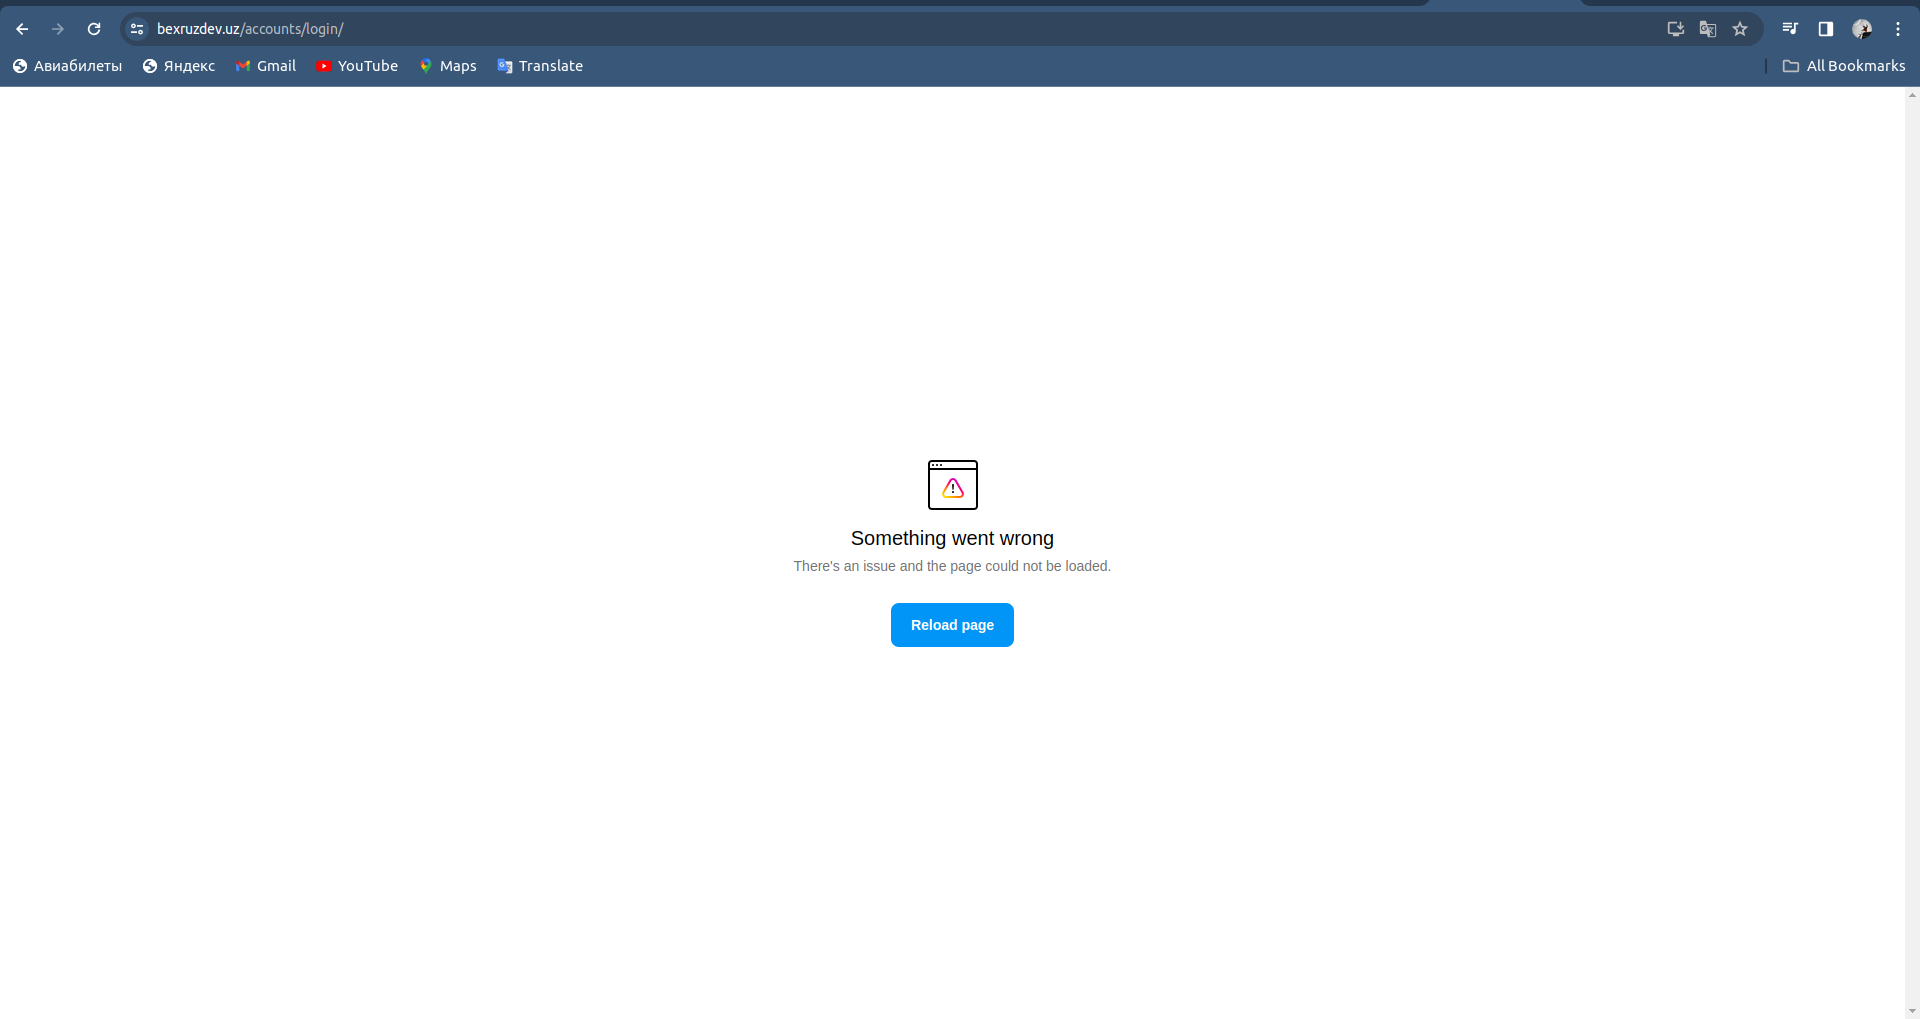 bexruzdev.uz/accounts/login/
Авиабилеты Яндекс Gmail YouTube Maps Translate All Bookmarks
Something went wrong
There's an issue and the page could not be loaded.
Reload page